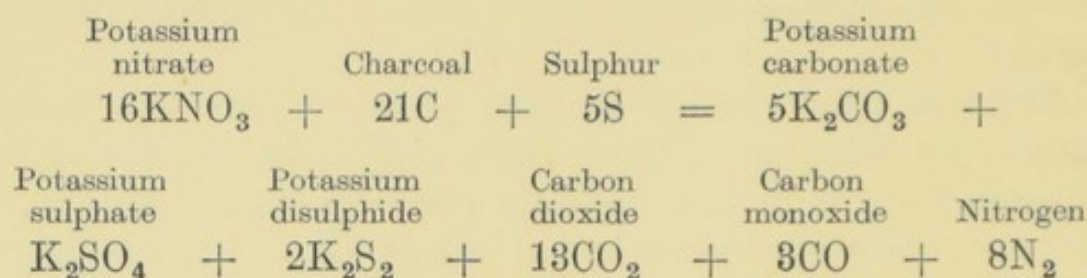 Potassium Potassium
nitrate Charcoal Sulphur carbonate
16KNO₃ + 21C + 5S = 5K₂CO₃ +
Potassium Potassium Carbon Carbon
sulphate disulphide dioxide monoxide Nitrogen
K₂SO₄ + 2K₂S₂ + 13CO₂ + 3CO + 8N₂